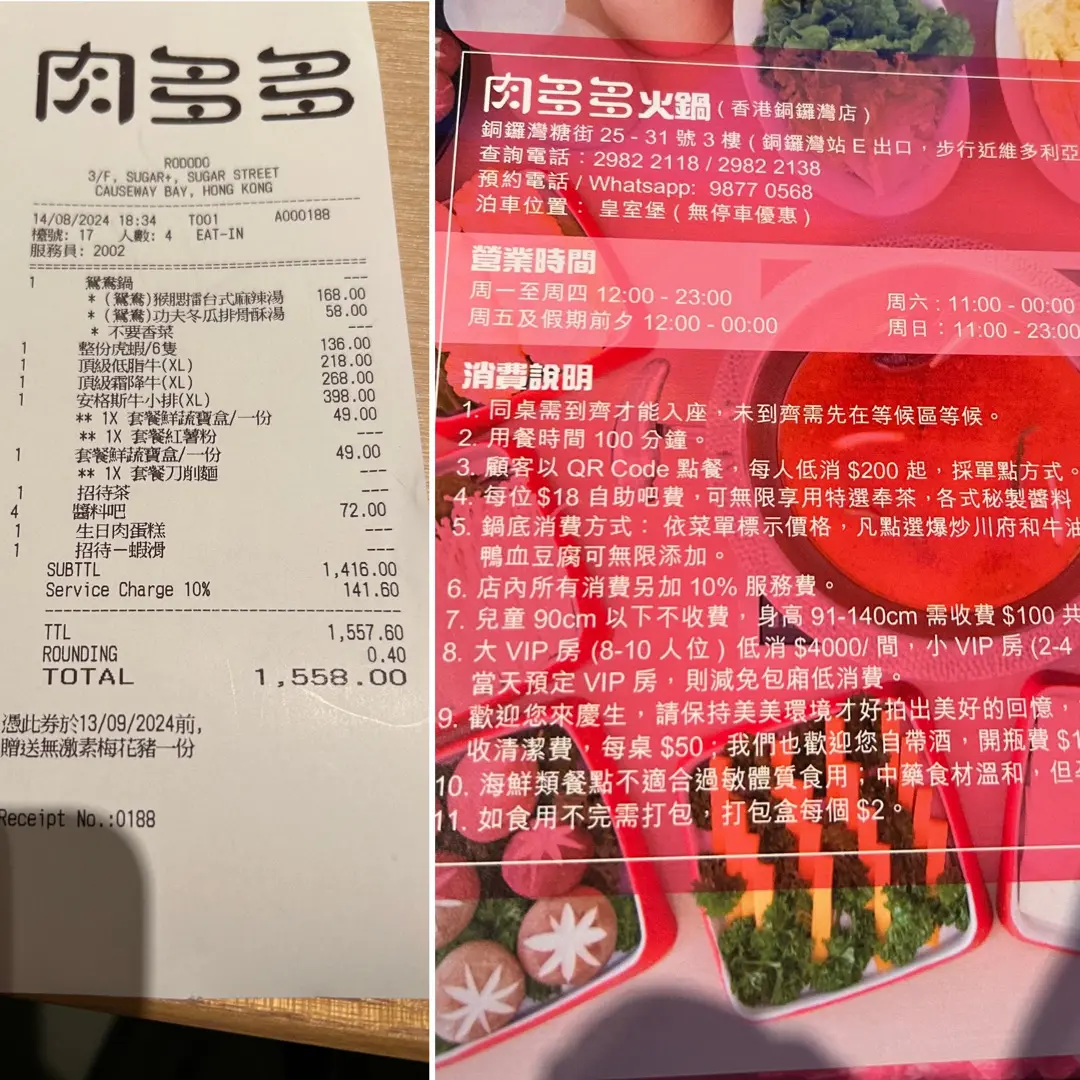 肉多多
RODODO
3/F, SUGAR+, SUGAR STREET
CAUSEWAY BAY, HONG KONG
14/08/2024 18:34 T001 A000188
檯號: 17 人數: 4 EAT-IN
服務員: 2002
1 鴛鴦鍋 ---
* (鴛鴦)猴腮擂台式麻辣湯 168.00
* (鴛鴦)功夫冬瓜排骨酥湯 58.00
* 不要香菜 ---
1 整份虎蝦/6隻 136.00
1 頂級低脂牛(XL) 218.00
1 頂級霜降牛(XL) 268.00
1 安格斯牛小排(XL) 398.00
** 1X 套餐鮮蔬寶盒/一份 49.00
** 1X 套餐紅薯粉 ---
1 套餐鮮蔬寶盒/一份 49.00
** 1X 套餐刀削麵 ---
1 招待茶 ---
4 醬料吧 72.00
1 生日肉蛋糕 ---
1 招待－蝦滑 ---
SUBTTL 1,416.00
Service Charge 10% 141.60
TTL 1,557.60
ROUNDING 0.40
TOTAL 1,558.00
憑此券於13/09/2024前,
贈送無激素梅花豬一份
Receipt No.:0188
肉多多火鍋 ( 香港銅鑼灣店 )
銅鑼灣糖街 25 - 31 號 3 樓 ( 銅鑼灣站 E 出口，步行近維多利亞
查詢電話：2982 2118 / 2982 2138
預約電話 / Whatsapp: 9877 0568
泊車位置： 皇室堡 ( 無停車優惠 )
營業時間
周一至周四 12:00 - 23:00 周六：11:00 - 00:00
周五及假期前夕 12:00 - 00:00 周日：11:00 - 23:00
消費說明
1. 同桌需到齊才能入座，未到齊需先在等候區等候。
2. 用餐時間 100 分鐘。
3. 顧客以 QR Code 點餐，每人低消 $200 起，採單點方式。
4. 每位 $18 自助吧費，可無限享用特選奉茶，各式秘製醬料
5. 鍋底消費方式： 依菜單標示價格，凡點選爆炒川府和牛油
鴨血豆腐可無限添加。
6. 店內所有消費另加 10% 服務費。
7. 兒童 90cm 以下不收費，身高 91-140cm 需收費 $100 共
8. 大 VIP 房 (8-10 人位 ) 低消 $4000/ 間，小 VIP 房 (2-4
當天預定 VIP 房，則減免包廂低消費。
9. 歡迎您來慶生，請保持美美環境才好拍出美好的回憶，
收清潔費，每桌 $50；我們也歡迎您自帶酒，開瓶費 $1
10. 海鮮類餐點不適合過敏體質食用；中藥食材溫和，但
11. 如食用不完需打包，打包盒每個 $2。